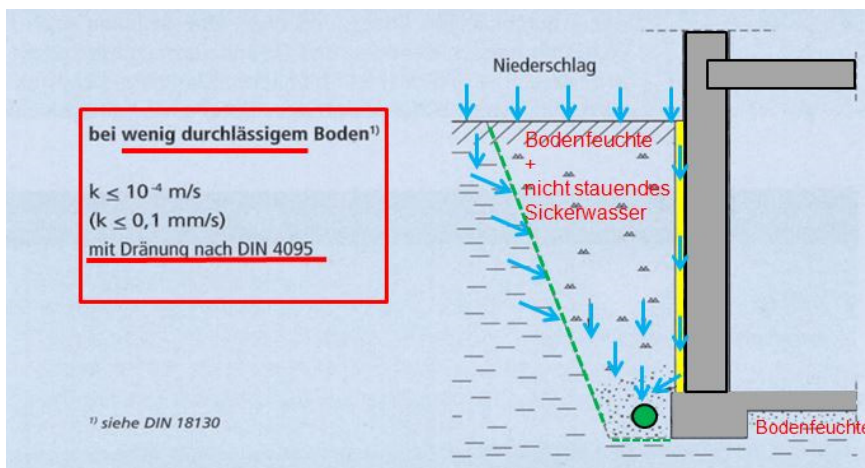 bei wenig durchlässigem Boden¹⁾
k ≤ 10⁻⁴ m/s
(k ≤ 0,1 mm/s)
mit Dränung nach DIN 4095
¹⁾ siehe DIN 18130
Niederschlag
Bodenfeuchte
+
nicht stauendes
Sickerwasser
Bodenfeuchte